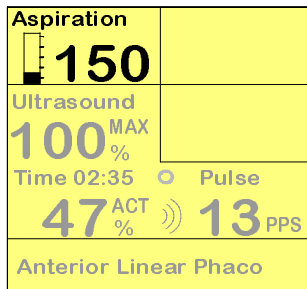 Aspiration
150
Ultrasound
100 MAX %
Time 02:35 Pulse
47 ACT % 13 PPS
Anterior Linear Phaco